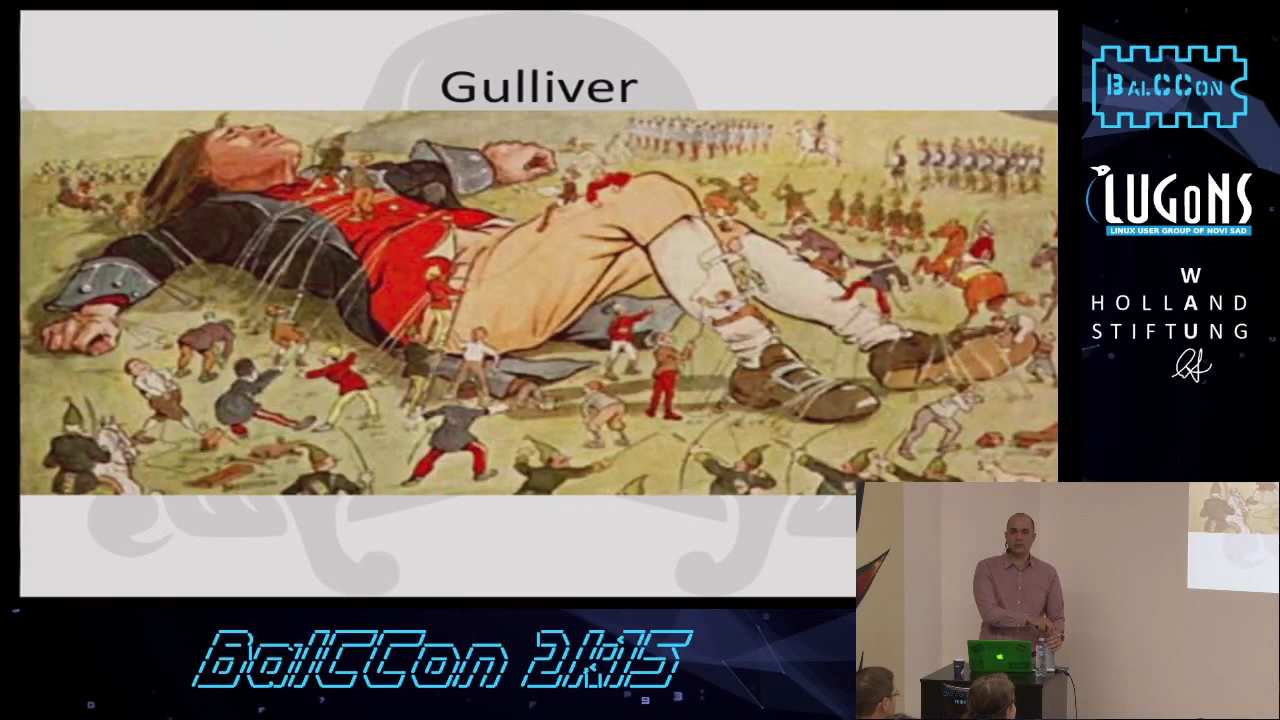 Gulliver
BALCCON
LUGONS
LINUX USER GROUP OF NOVI SAD
W
HOLLAND
A
STIFTUNG
U
BalCCon 2k15